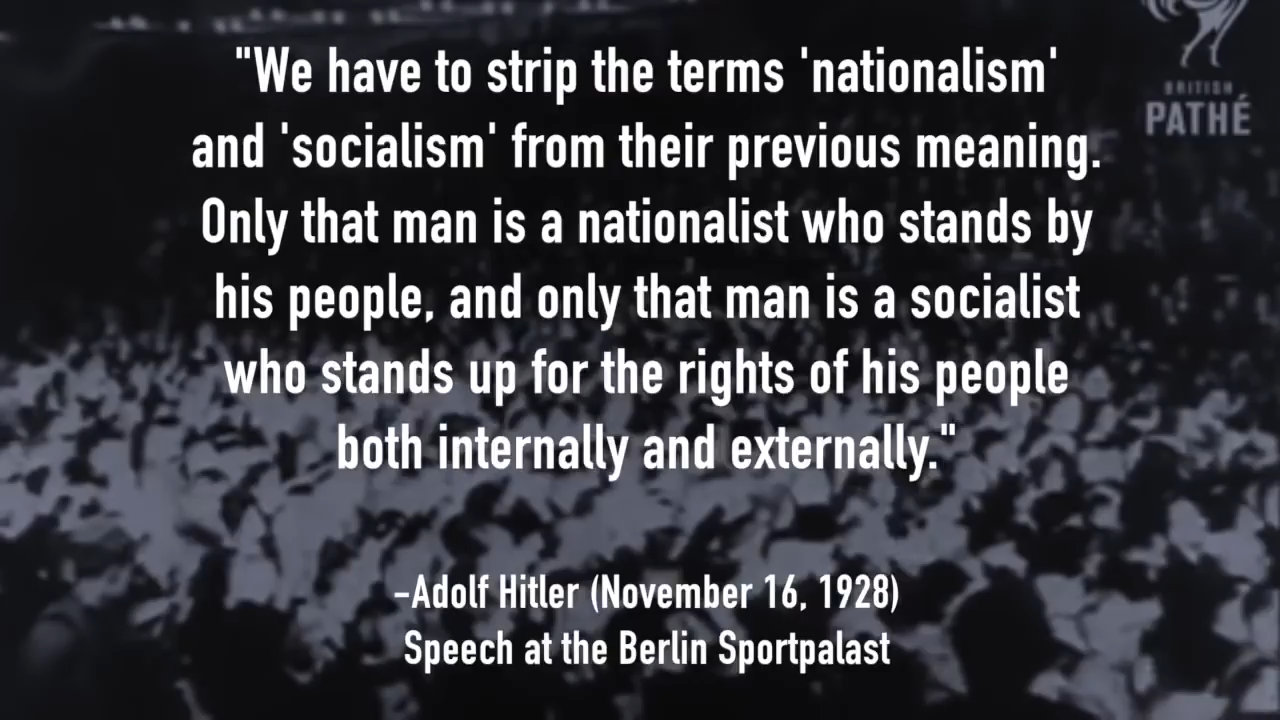 BRITISH
PATHÉ
"We have to strip the terms 'nationalism'
and 'socialism' from their previous meaning.
Only that man is a nationalist who stands by
his people, and only that man is a socialist
who stands up for the rights of his people
both internally and externally."
–Adolf Hitler (November 16, 1928)
Speech at the Berlin Sportpalast